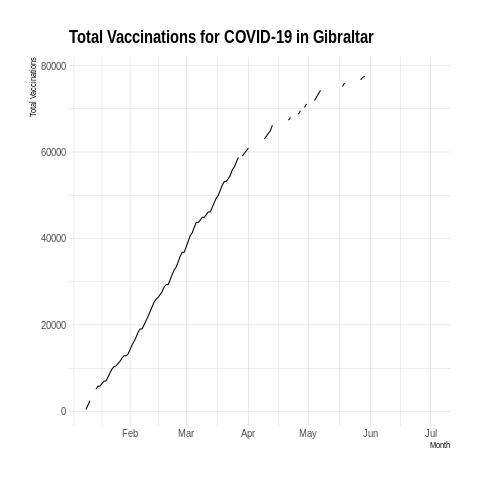 Total Vaccinations for COVID-19 in Gibraltar
Total Vaccinations
80000
60000
40000
20000
0
Feb Mar Apr May Jun Jul
Month